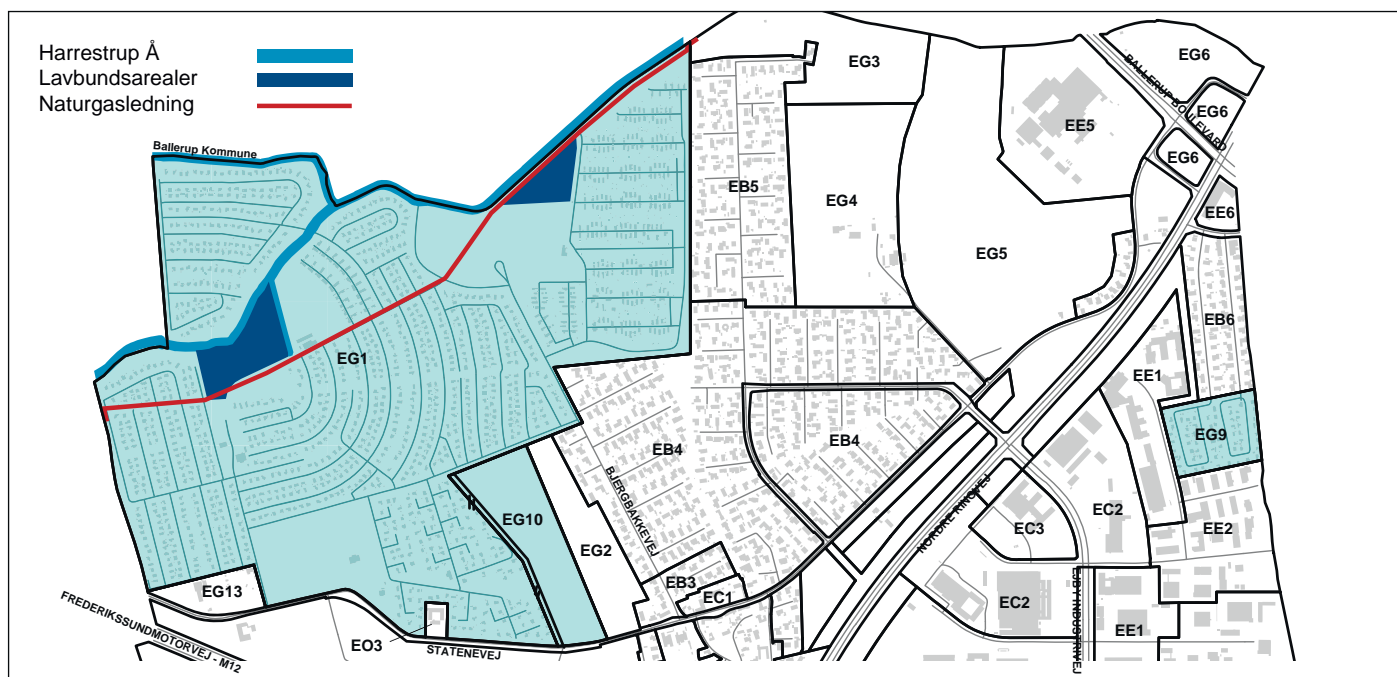 Harrestrup Å
Lavbundsarealer
Naturgasledning
Ballerup Kommune
EG3
EG6
BALLERUP BOULEVARD
EG6
EE5
EG6
EB5
EG4
EE6
EG5
EB6
EG1
EE1
EB4
EB4
EG9
BJERGBAKKEVEJ
EG10
EG2
NORDRE RINGVEJ
EC3
EC2
EE2
EB3
EC1
EG13
EC2
EE1
EJBY INDUSTRIVEJ
FREDERIKSSUNDMOTORVEJ - M12
EO3
STATENEVEJ